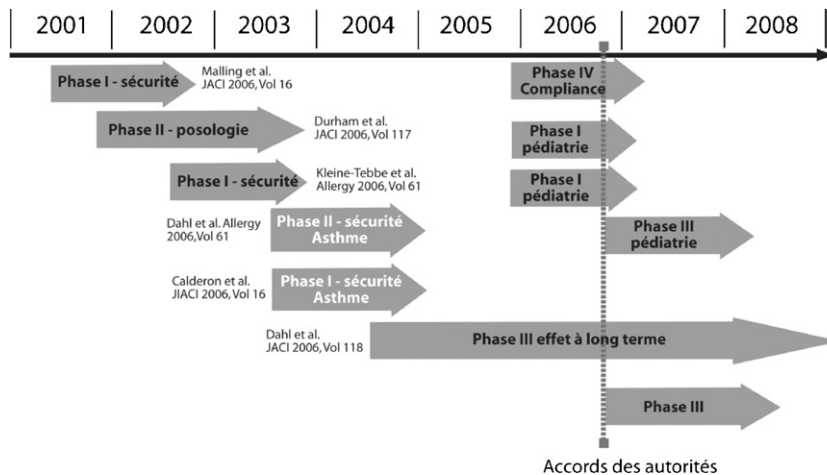 2001 2002 2003 2004 2005 2006 2007 2008
Phase I - sécurité
Malling et al.
JACI 2006, Vol 16
Phase IV
Compliance
Phase II - posologie
Durham et al.
JACI 2006, Vol 117
Phase I
pédiatrie
Phase I - sécurité
Kleine-Tebbe et al.
Allergy 2006, Vol 61
Phase I
pédiatrie
Dahl et al. Allergy
2006, Vol 61
Phase II - sécurité
Asthme
Phase III
pédiatrie
Calderon et al.
JIACI 2006, Vol 16
Phase I - sécurité
Asthme
Dahl et al.
JACI 2006, Vol 118
Phase III effet à long terme
Phase III
Accords des autorités